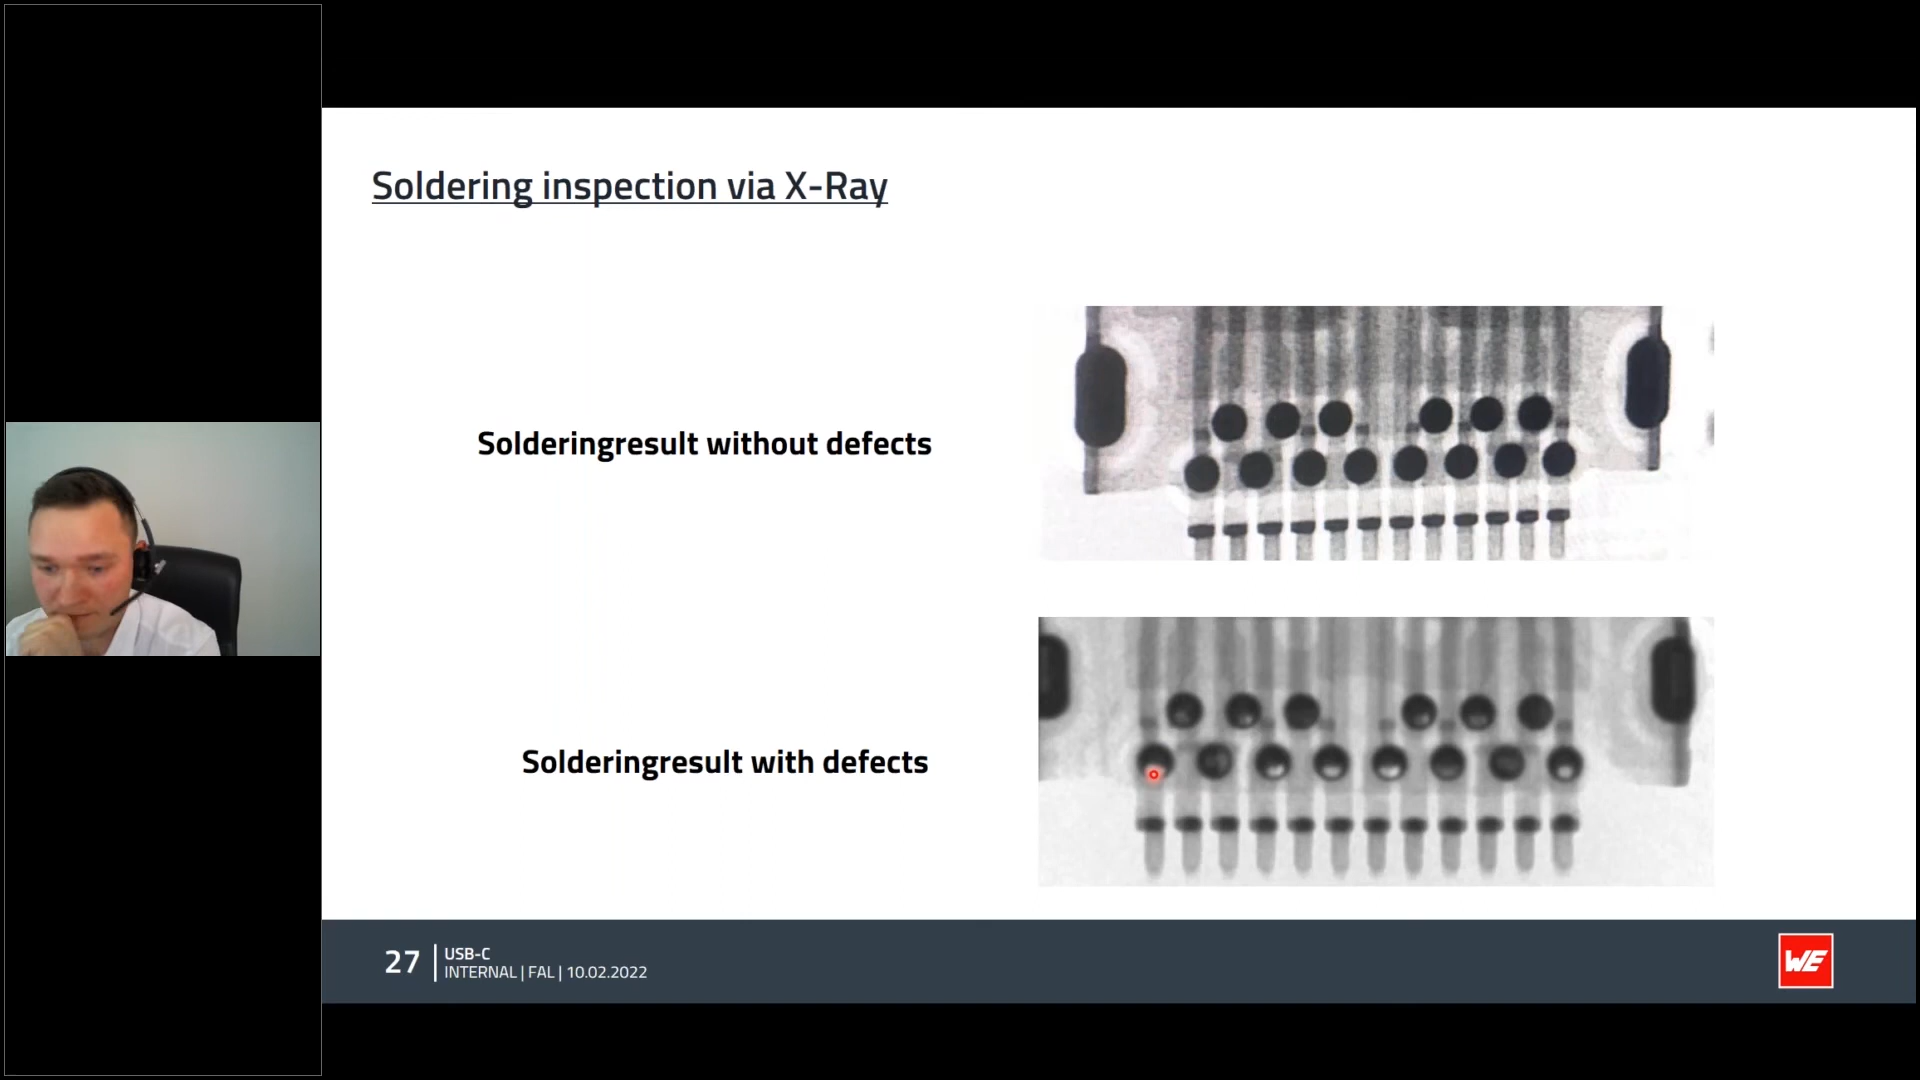 Soldering inspection via X-Ray
Solderingresult without defects
Solderingresult with defects
27
USB-C
INTERNAL | FAL | 10.02.2022
WE